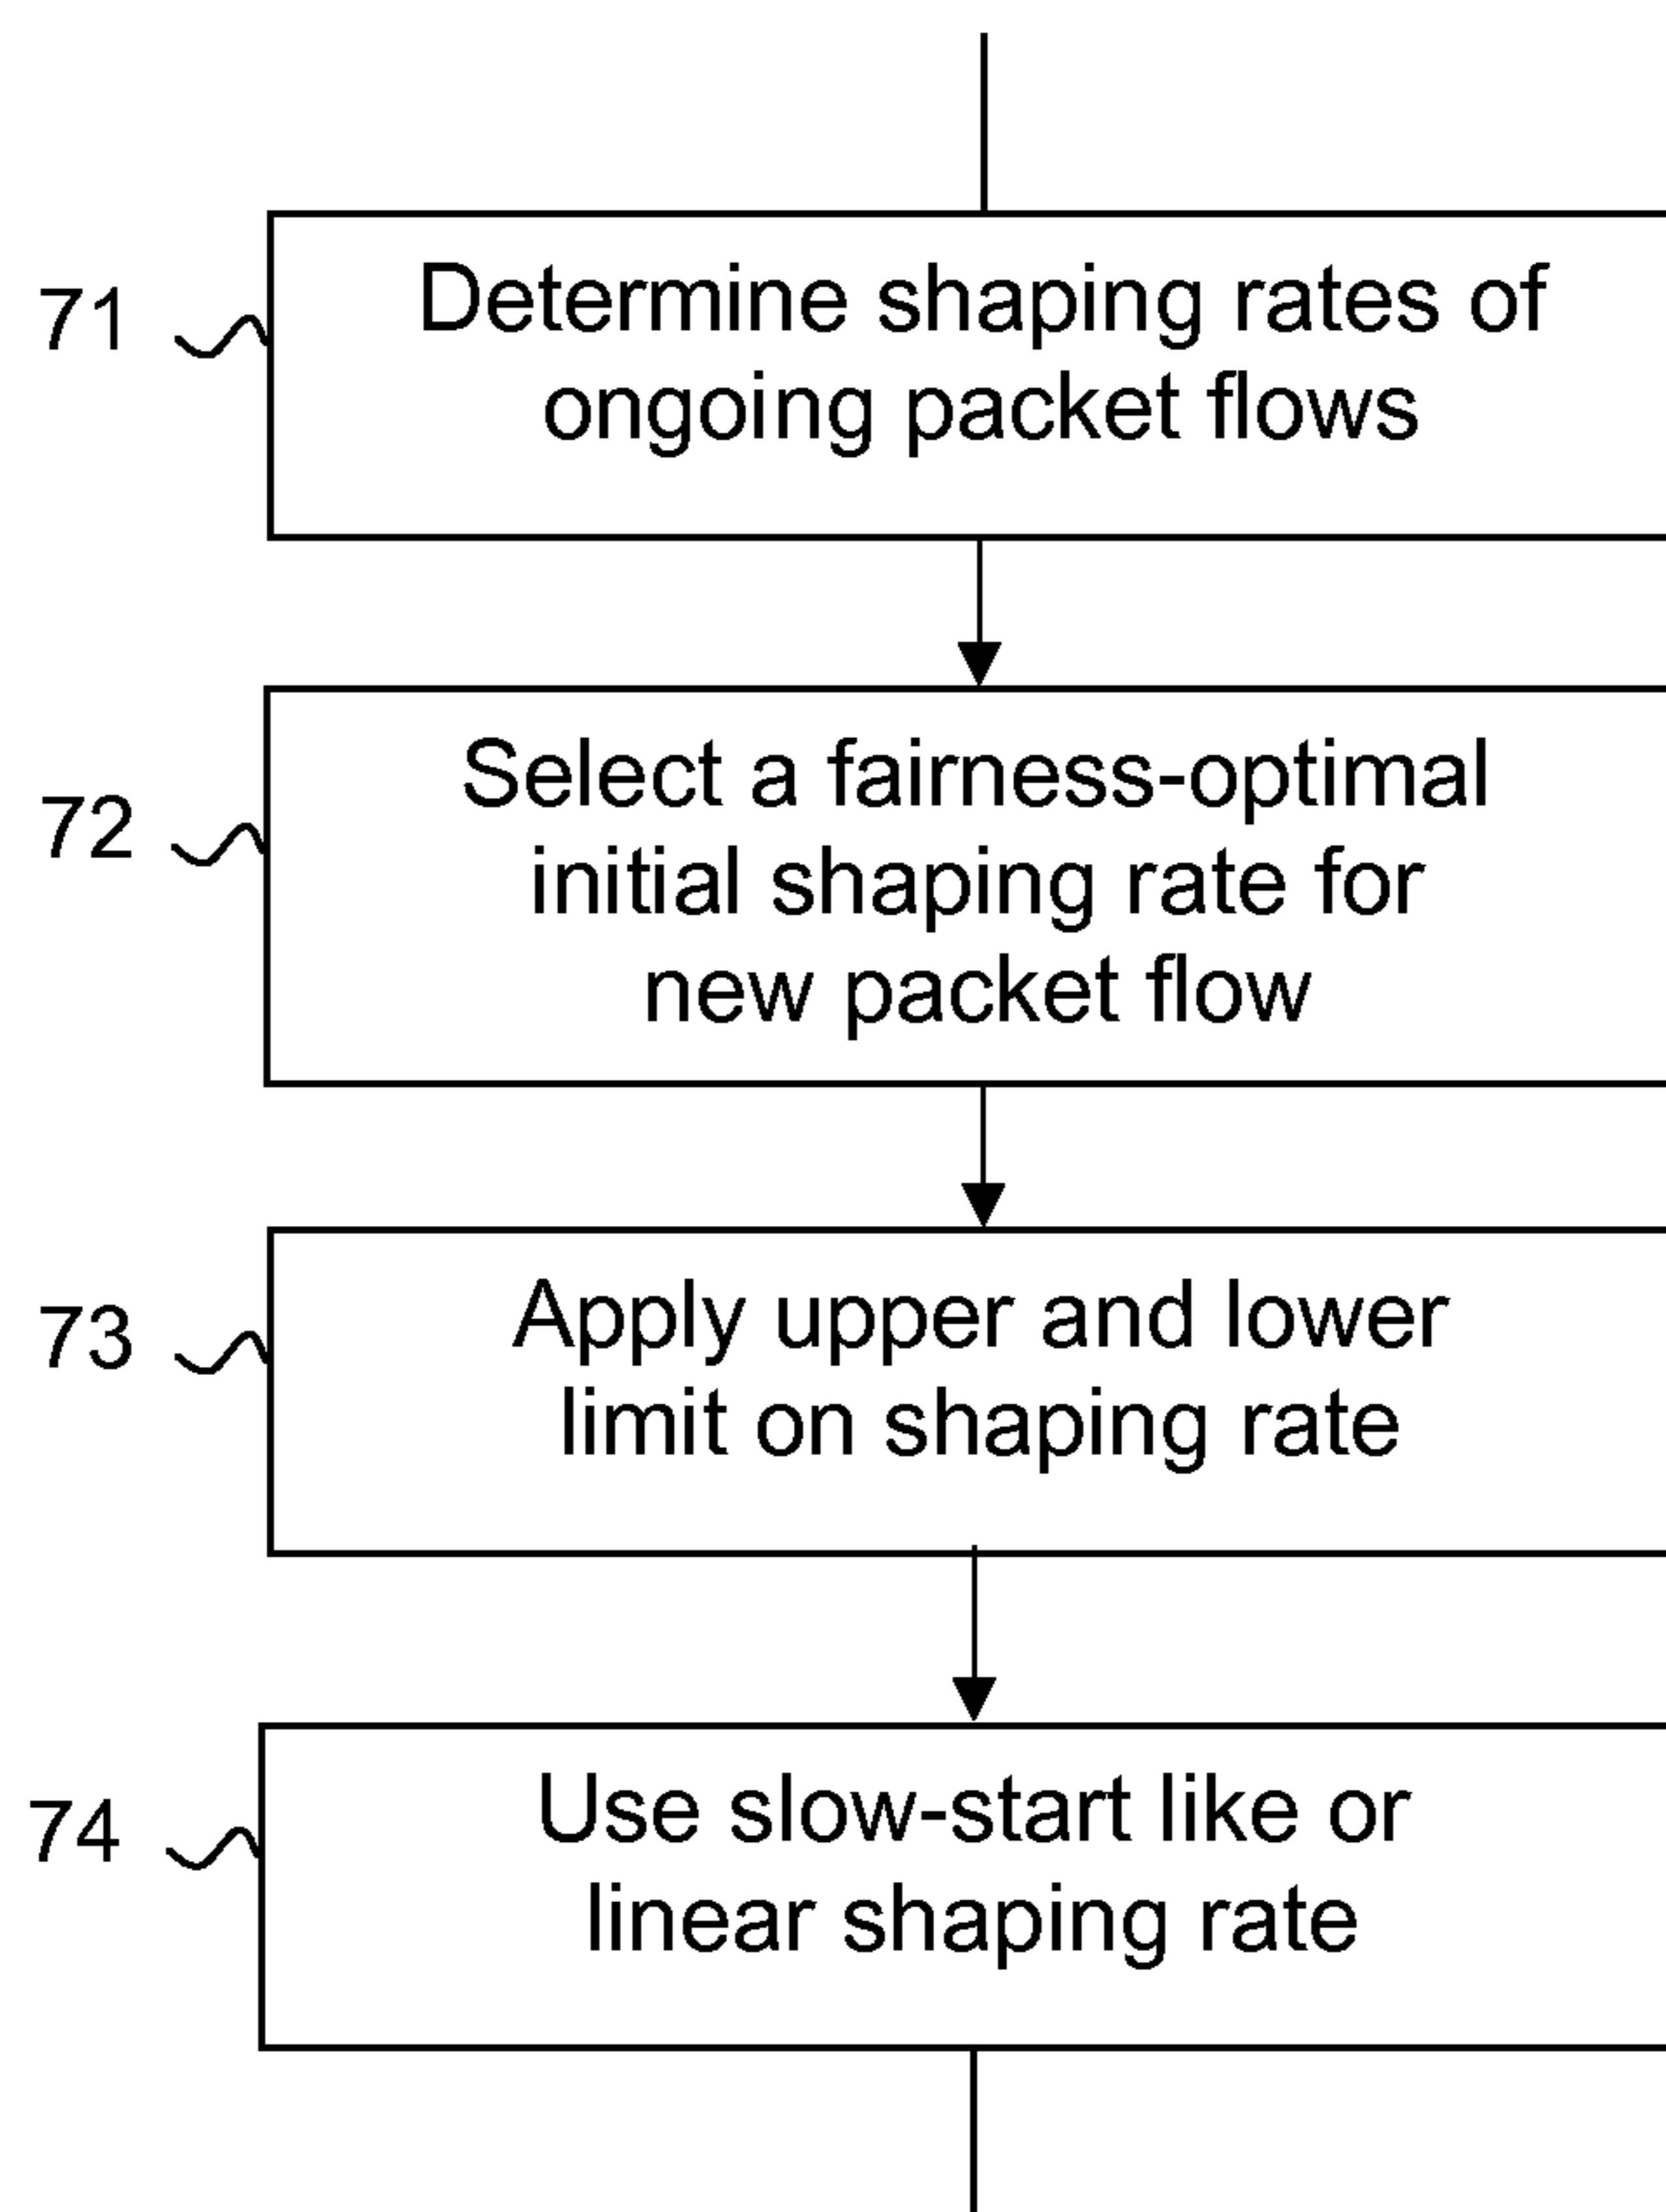 71
Determine shaping rates of
ongoing packet flows
72
Select a fairness-optimal
initial shaping rate for
new packet flow
73
Apply upper and lower
limit on shaping rate
74
Use slow-start like or
linear shaping rate